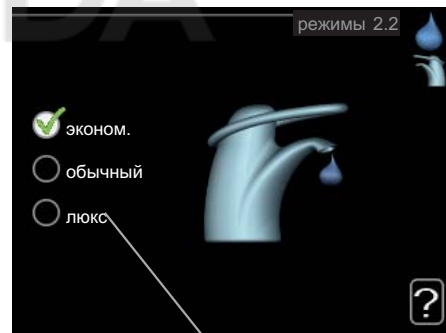 режимы 2.2
эконом.
обычный
люкс
?